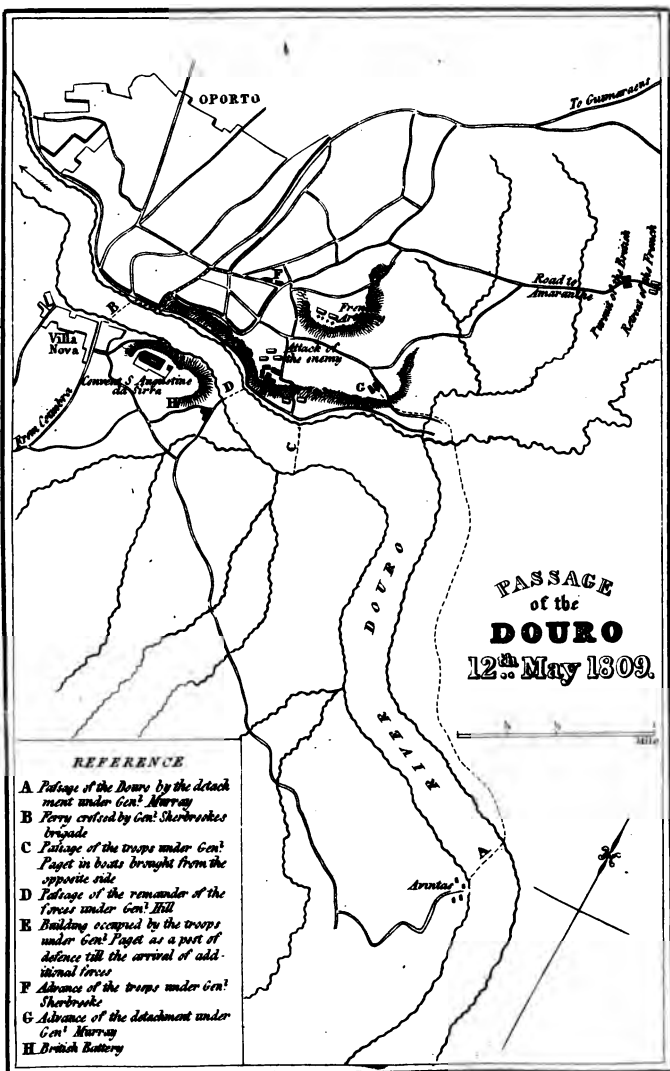 OPORTO
To Guimaraens
Road to
Amaranthe
Pursuit of the British
Retreat of the French
French
Attack of
the enemy
F
B
Villa
Nova
Convent S. Augustine
da Sirra
D
G
H
C
From Coimbra
DOURO
RIVER
PASSAGE
of the
DOURO
12th May 1809.
Mile
A
Avintas
REFERENCE
A Passage of the Douro by the detach
ment under Genl. Murray
B Ferry crossed by Genl. Sherbrookes
brigade
C Passage of the troops under Genl.
Paget in boats brought from the
opposite side
D Passage of the remainder of the
forces under Genl. Hill
E Building occupied by the troops
under Genl. Paget as a post of
defence till the arrival of add-
itional forces
F Advance of the troops under Genl.
Sherbrooke
G Advance of the detachment under
Genl. Murray
H British Battery